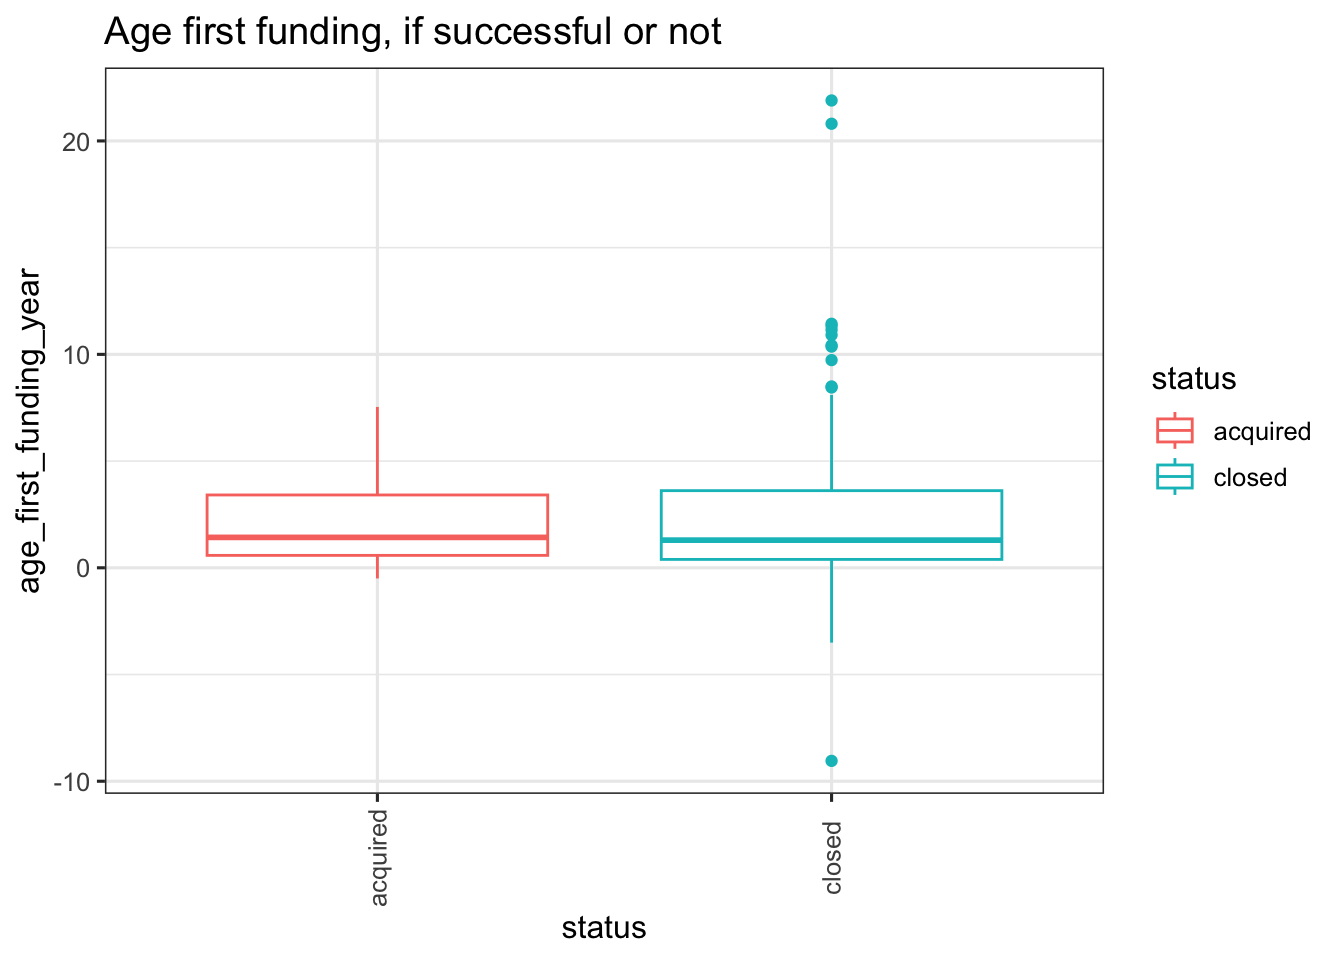 Age first funding, if successful or not
age_first_funding_year
20
10
0
-10
acquired
closed
status
status
acquired
closed